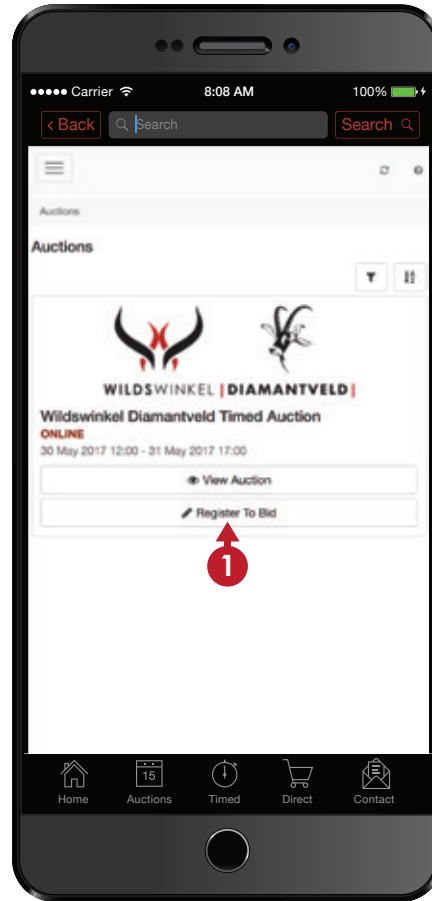 Carrier 8:08 AM 100%
< Back Search Search
Auctions
Auctions
WILDSWINKEL |DIAMANTVELD|
Wildswinkel Diamantveld Timed Auction
ONLINE
30 May 2017 12:00 - 31 May 2017 17:00
View Auction
Register To Bid
1
15
Home Auctions Timed Direct Contact